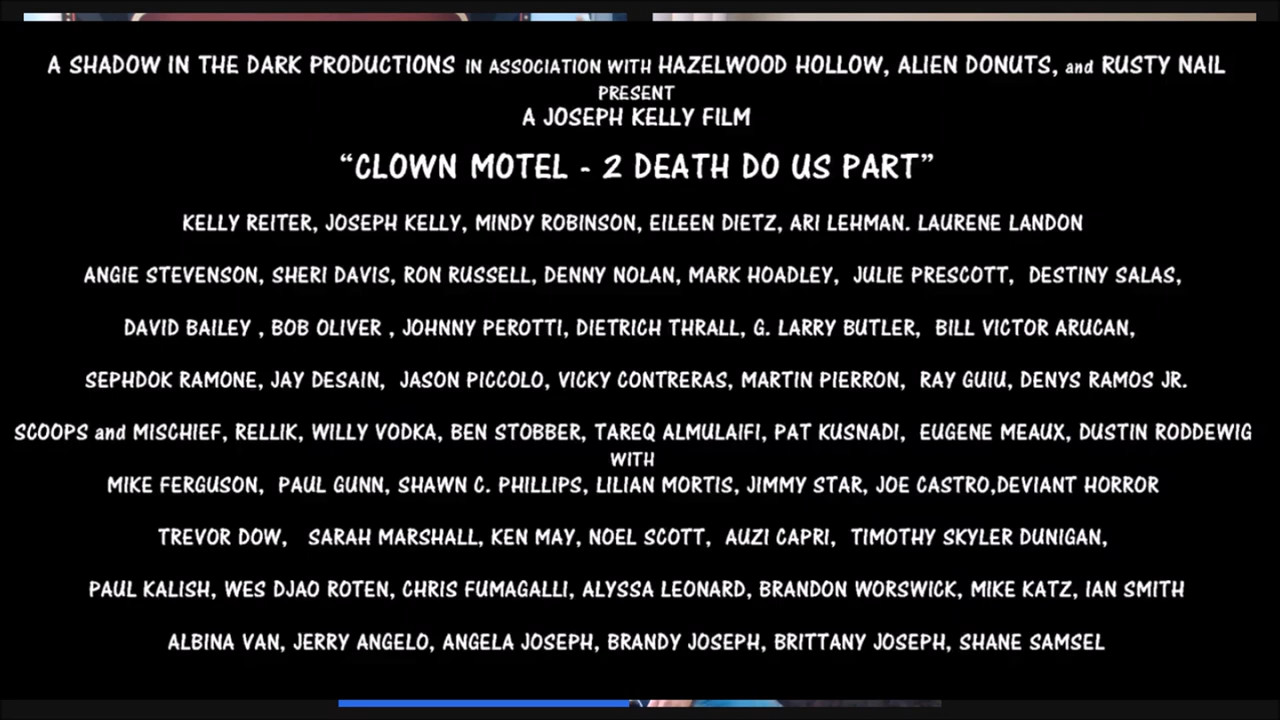 A SHADOW IN THE DARK PRODUCTIONS IN ASSOCIATION WITH HAZELWOOD HOLLOW, ALIEN DONUTS, and RUSTY NAIL
PRESENT
A JOSEPH KELLY FILM
“CLOWN MOTEL - 2 DEATH DO US PART”
KELLY REITER, JOSEPH KELLY, MINDY ROBINSON, EILEEN DIETZ, ARI LEHMAN. LAURENE LANDON
ANGIE STEVENSON, SHERI DAVIS, RON RUSSELL, DENNY NOLAN, MARK HOADLEY, JULIE PRESCOTT, DESTINY SALAS,
DAVID BAILEY , BOB OLIVER , JOHNNY PEROTTI, DIETRICH THRALL, G. LARRY BUTLER, BILL VICTOR ARUCAN,
SEPHDOK RAMONE, JAY DESAIN, JASON PICCOLO, VICKY CONTRERAS, MARTIN PIERRON, RAY GUIU, DENYS RAMOS JR.
SCOOPS and MISCHIEF, RELLIK, WILLY VODKA, BEN STOBBER, TAREQ ALMULAIFI, PAT KUSNADI, EUGENE MEAUX, DUSTIN RODDEWIG
WITH
MIKE FERGUSON, PAUL GUNN, SHAWN C. PHILLIPS, LILIAN MORTIS, JIMMY STAR, JOE CASTRO,DEVIANT HORROR
TREVOR DOW, SARAH MARSHALL, KEN MAY, NOEL SCOTT, AUZI CAPRI, TIMOTHY SKYLER DUNIGAN,
PAUL KALISH, WES DJAO ROTEN, CHRIS FUMAGALLI, ALYSSA LEONARD, BRANDON WORSWICK, MIKE KATZ, IAN SMITH
ALBINA VAN, JERRY ANGELO, ANGELA JOSEPH, BRANDY JOSEPH, BRITTANY JOSEPH, SHANE SAMSEL